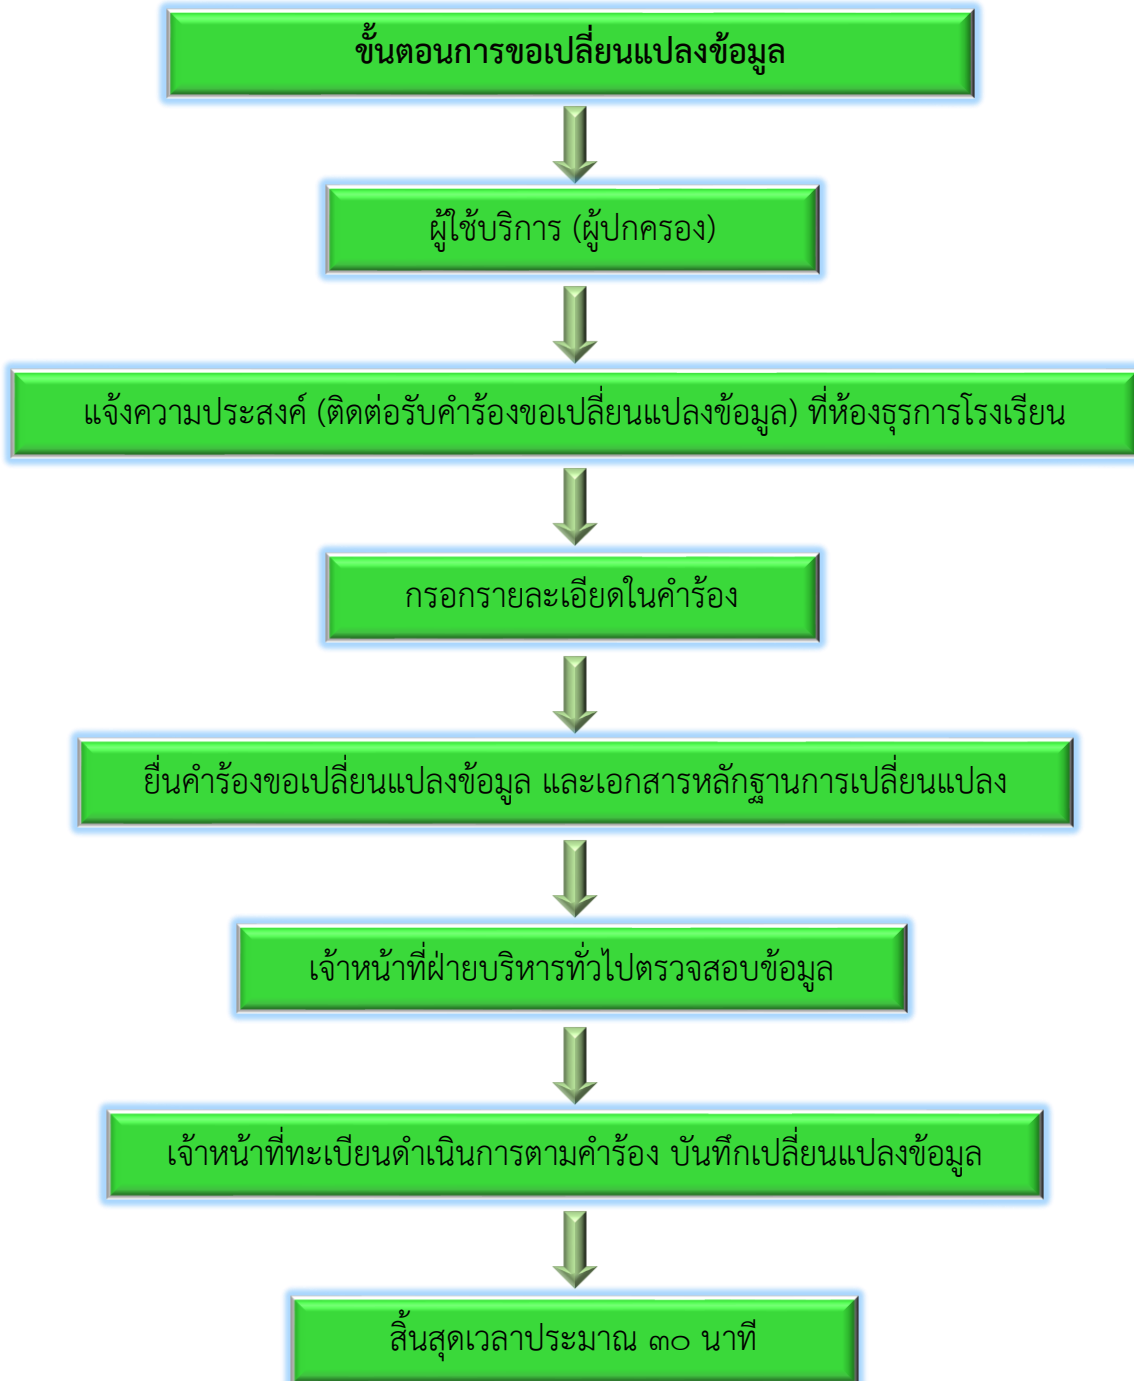 ขั้นตอนการขอเปลี่ยนแปลงข้อมูล
ผู้ใช้บริการ (ผู้ปกครอง)
แจ้งความประสงค์ (ติดต่อรับคำร้องขอเปลี่ยนแปลงข้อมูล) ที่ห้องธุรการโรงเรียน
กรอกรายละเอียดในคำร้อง
ยื่นคำร้องขอเปลี่ยนแปลงข้อมูล และเอกสารหลักฐานการเปลี่ยนแปลง
เจ้าหน้าที่ฝ่ายบริหารทั่วไปตรวจสอบข้อมูล
เจ้าหน้าที่ทะเบียนดำเนินการตามคำร้อง บันทึกเปลี่ยนแปลงข้อมูล
สิ้นสุดเวลาประมาณ ๓๐ นาที